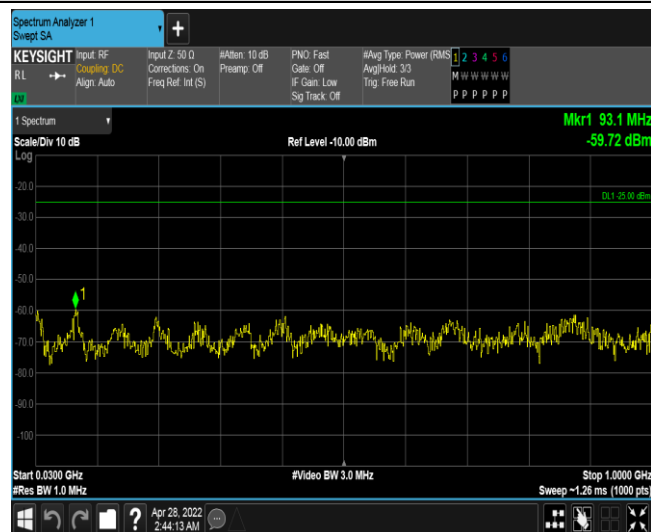 Spectrum Analyzer 1
Swept SA
+
KEYSIGHT Input: RF Input Z: 50 Ω #Atten: 10 dB PNO: Fast #Avg Type: Power (RMS 1 2 3 4 5 6
RL Coupling: DC Corrections: On Preamp: Off Gate: Off Avg|Hold: 3/3 M W W W W W
Align: Auto Freq Ref: Int (S) IF Gain: Low Trig: Free Run
Sig Track: Off P P P P P P
1 Spectrum Mkr1 93.1 MHz
Scale/Div 10 dB Ref Level -10.00 dBm -59.72 dBm
Log
-20.0
DL1 -25.00 dBm
-30.0
-40.0
-50.0
1
-60.0
-70.0
-80.0
-90.0
-100
Start 0.0300 GHz #Video BW 3.0 MHz Stop 1.0000 GHz
#Res BW 1.0 MHz Sweep ~1.26 ms (1000 pts)
? Apr 28, 2022
2:44:13 AM